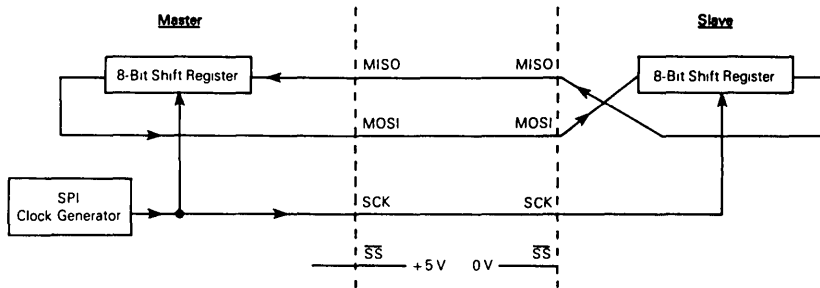 Master
Slave
8-Bit Shift Register
MISO
MISO
8-Bit Shift Register
MOSI
MOSI
SPI
Clock Generator
SCK
SCK
SS
+5 V
0 V
SS